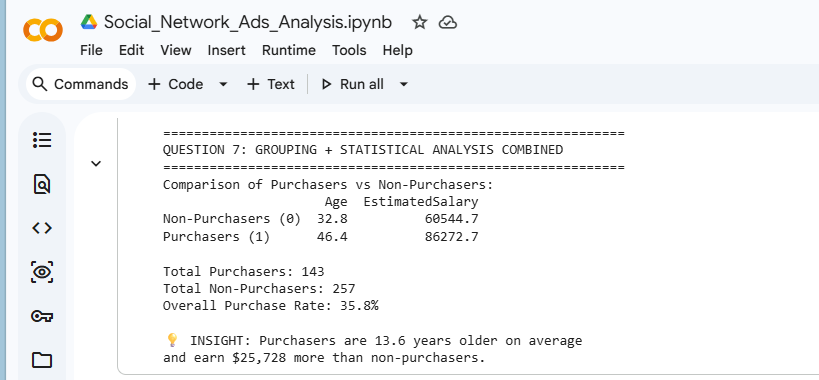 Social_Network_Ads_Analysis.ipynb
File Edit View Insert Runtime Tools Help
Commands + Code + Text Run all
============================================================
QUESTION 7: GROUPING + STATISTICAL ANALYSIS COMBINED
============================================================
Comparison of Purchasers vs Non-Purchasers:
                     Age  EstimatedSalary
Non-Purchasers (0)  32.8          60544.7
Purchasers (1)      46.4          86272.7
Total Purchasers: 143
Total Non-Purchasers: 257
Overall Purchase Rate: 35.8%
💡 INSIGHT: Purchasers are 13.6 years older on average
and earn $25,728 more than non-purchasers.